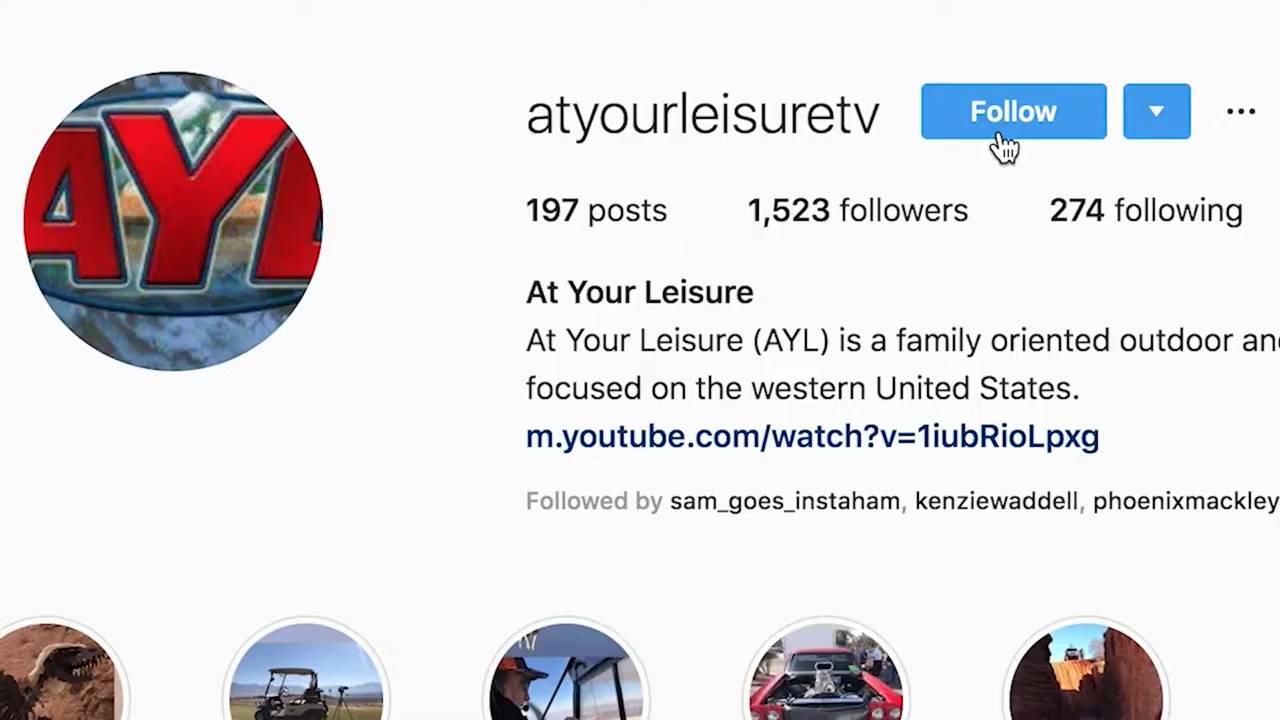 AYL
atyourleisuretv Follow
197 posts 1,523 followers 274 following
At Your Leisure
At Your Leisure (AYL) is a family oriented outdoor an
focused on the western United States.
m.youtube.com/watch?v=1iubRioLpxg
Followed by sam_goes_instaham, kenziewaddell, phoenixmackley